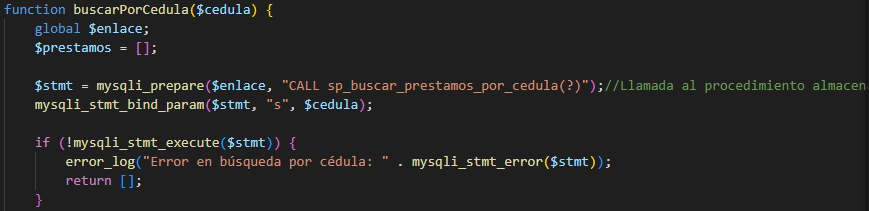 function buscarPorCedula($cedula) {
    global $enlace;
    $prestamos = [];
    $stmt = mysqli_prepare($enlace, "CALL sp_buscar_prestamos_por_cedula(?)");//Llamada al procedimiento almacen
    mysqli_stmt_bind_param($stmt, "s", $cedula);
    if (!mysqli_stmt_execute($stmt)) {
        error_log("Error en búsqueda por cédula: " . mysqli_stmt_error($stmt));
        return [];
    }